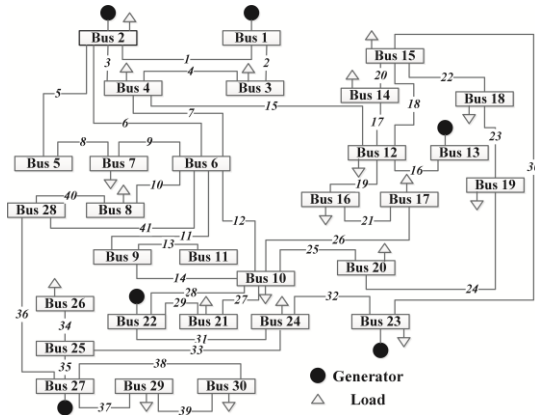 Bus 2
Bus 1
Bus 15
1
3
2
4
20
22
Bus 4
Bus 3
Bus 14
Bus 18
5
15
18
7
17
6
23
8
9
Bus 12
Bus 13
Bus 5
Bus 7
Bus 6
16
10
19
Bus 19
40
Bus 16
Bus 17
Bus 28
Bus 8
12
21
41
11
26
13
25
Bus 9
Bus 11
Bus 20
14
Bus 10
24
28
32
Bus 26
29
27
36
Bus 22
Bus 21
Bus 24
Bus 23
34
31
Bus 25
33
35
38
Bus 27
Bus 29
Bus 30
Generator
37
39
Load